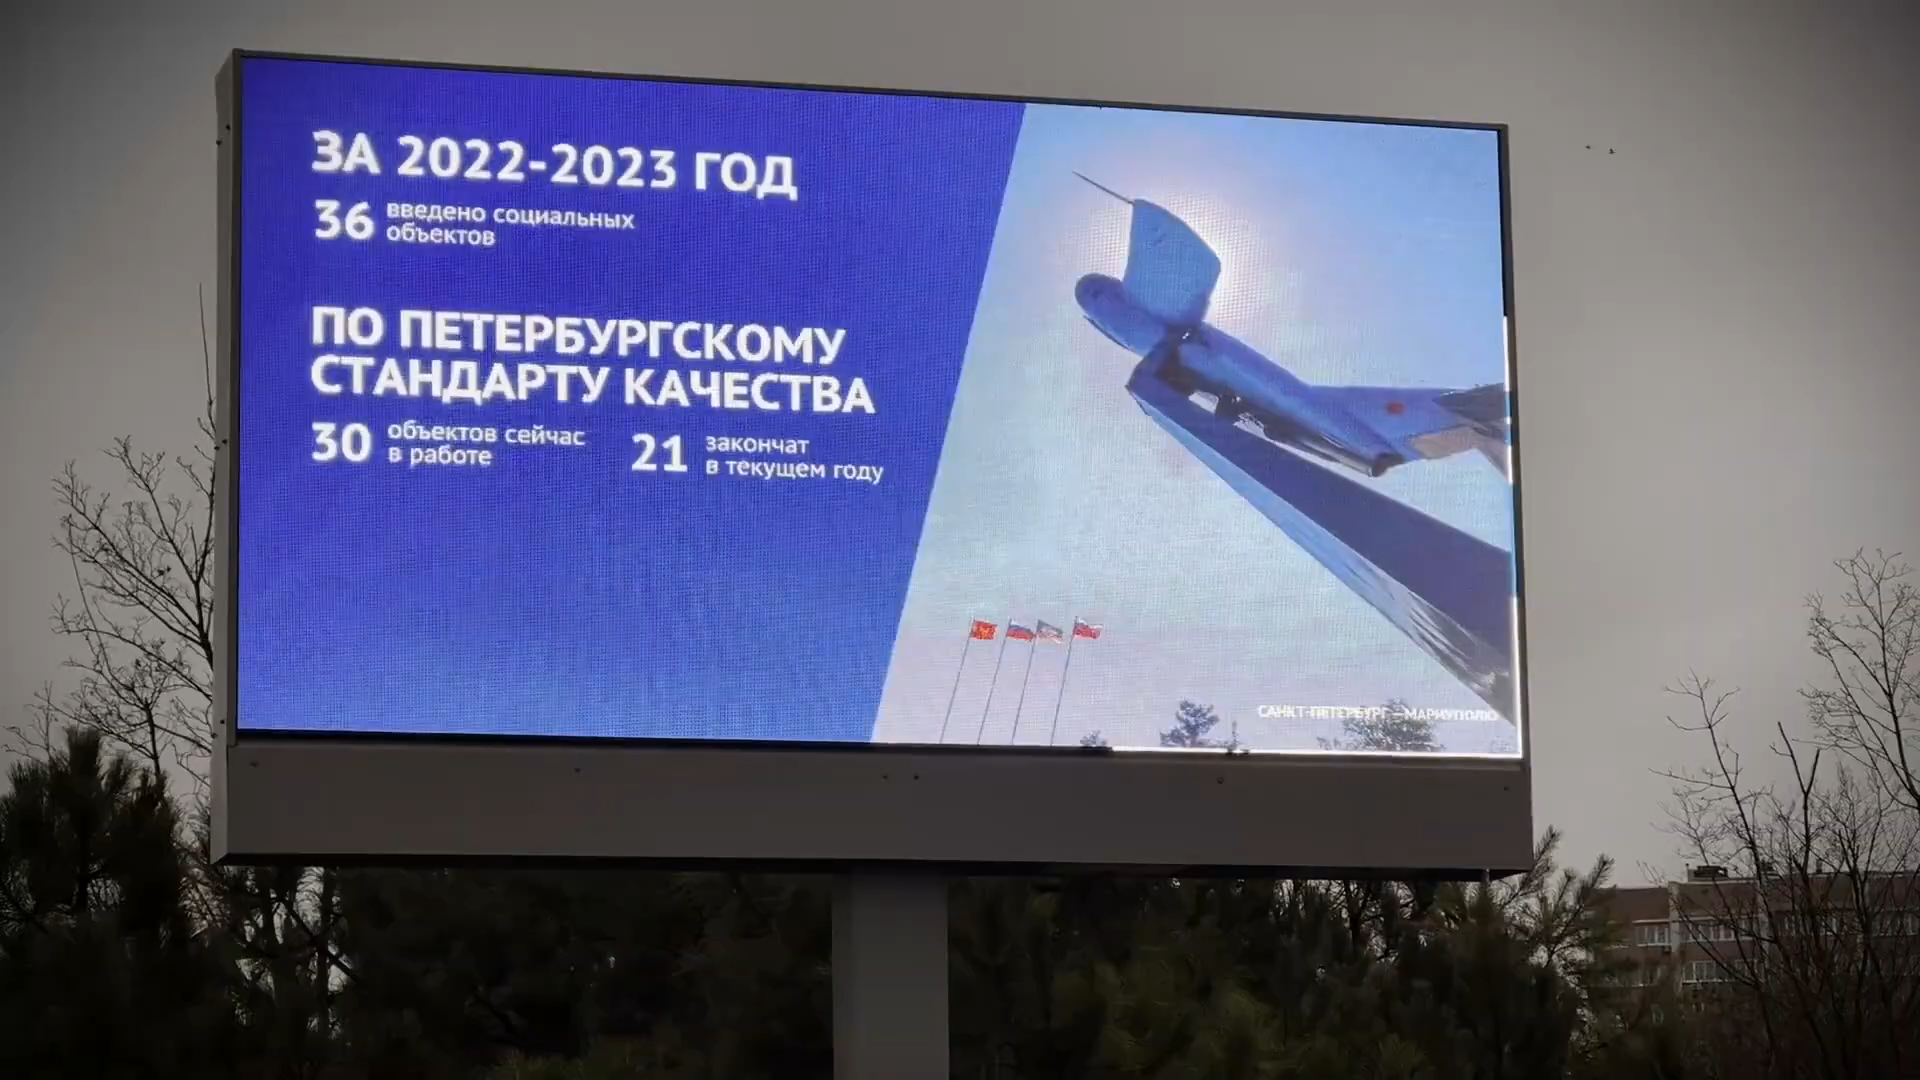 ЗА 2022-2023 ГОД
36 введено социальных
объектов
ПО ПЕТЕРБУРГСКОМУ
СТАНДАРТУ КАЧЕСТВА
30 объектов сейчас
в работе
21 закончат
в текущем году
САНКТ-ПЕТЕРБУРГ – МАРИУПОЛЮ